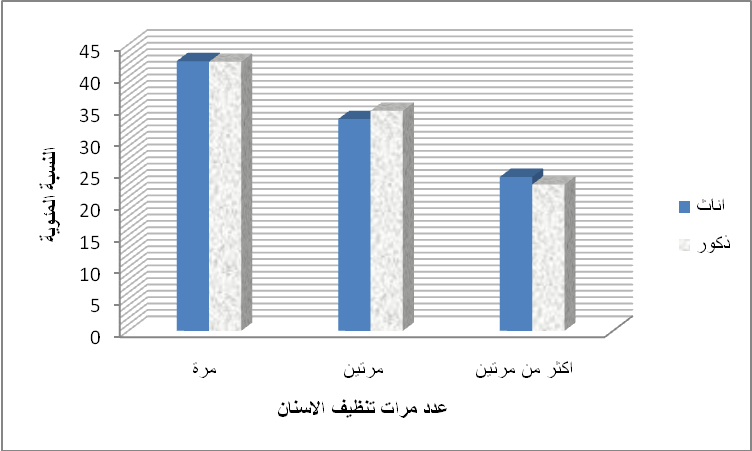 45
40
35
30
25
20
15
10
5
0
النسبة المئوية
مرة
مرتين
اكثر من مرتين
عدد مرات تنظيف الاسنان
اناث
ذكور